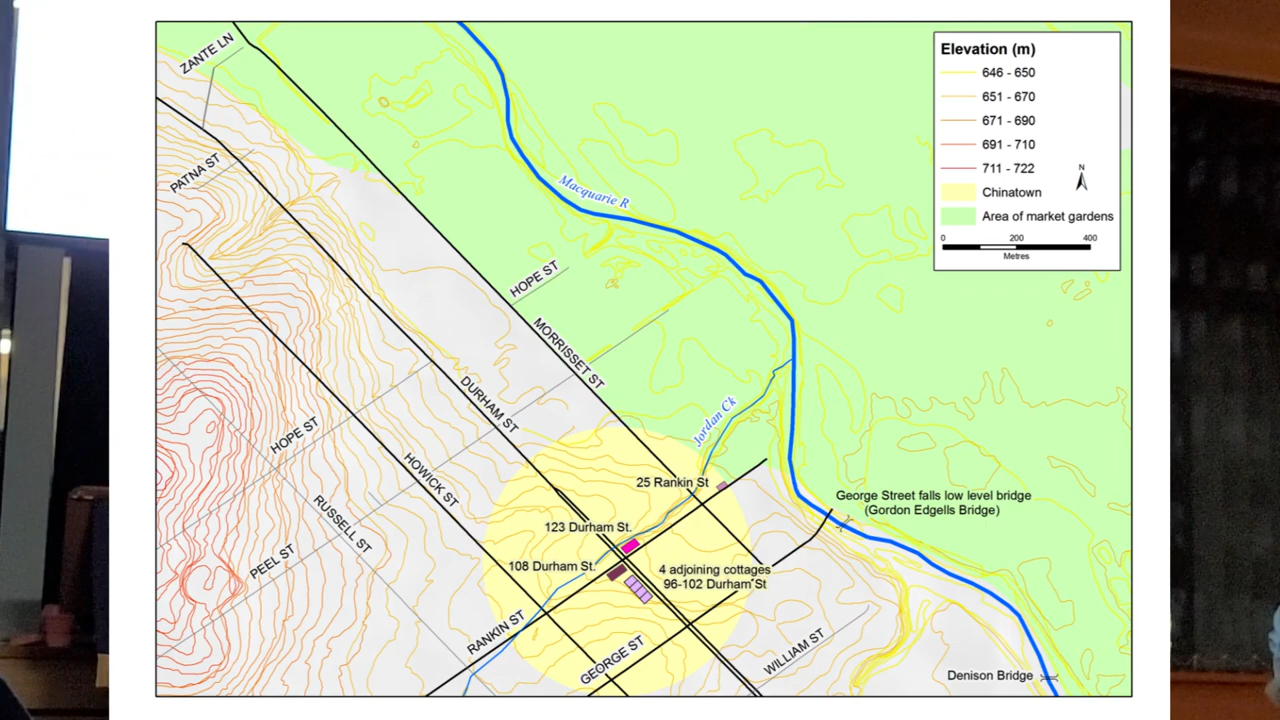 ZANTE LN
PATNA ST
Macquarie R
HOPE ST
MORRISSET ST
DURHAM ST
Jordan Ck
HOPE ST
HOWICK ST
RUSSELL ST
PEEL ST
25 Rankin St
123 Durham St.
108 Durham St.
4 adjoining cottages
96-102 Durham St
RANKIN ST
GEORGE ST
WILLIAM ST
George Street falls low level bridge
(Gordon Edgells Bridge)
Denison Bridge
Elevation (m)
646 - 650
651 - 670
671 - 690
691 - 710
711 - 722
N
Chinatown
Area of market gardens
0 200 400
Metres